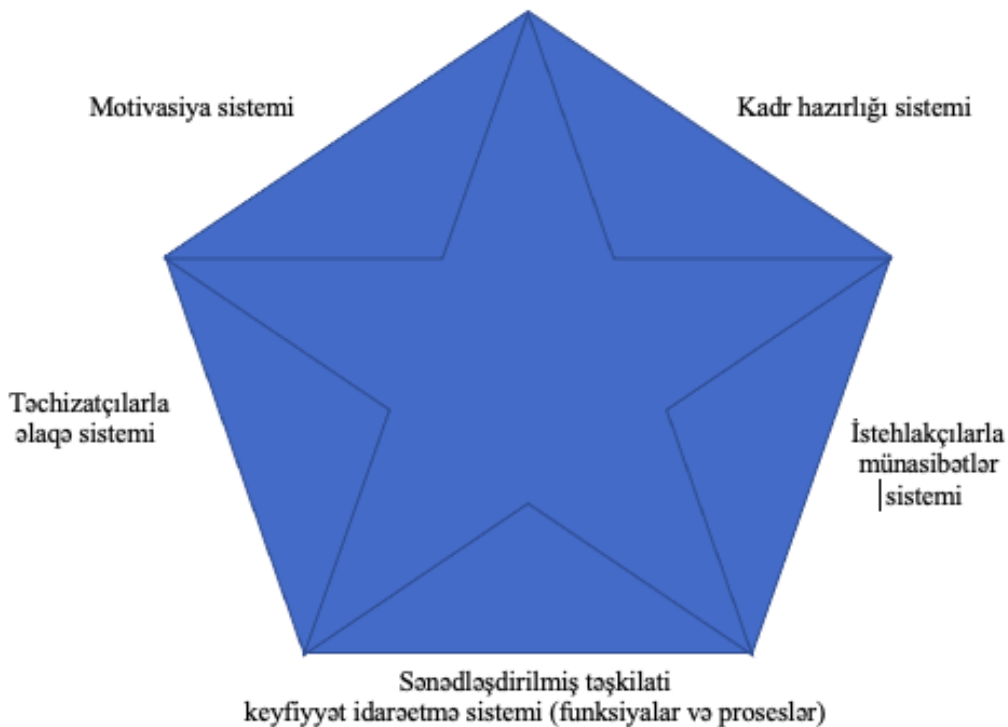 Motivasiya sistemi
Kadr hazırlığı sistemi
Təchizatçılarla
əlaqə sistemi
İstehlakçılarla
münasibətlər
sistemi
Sənədləşdirilmiş təşkilati
keyfiyyət idarəetmə sistemi (funksiyalar və proseslər)